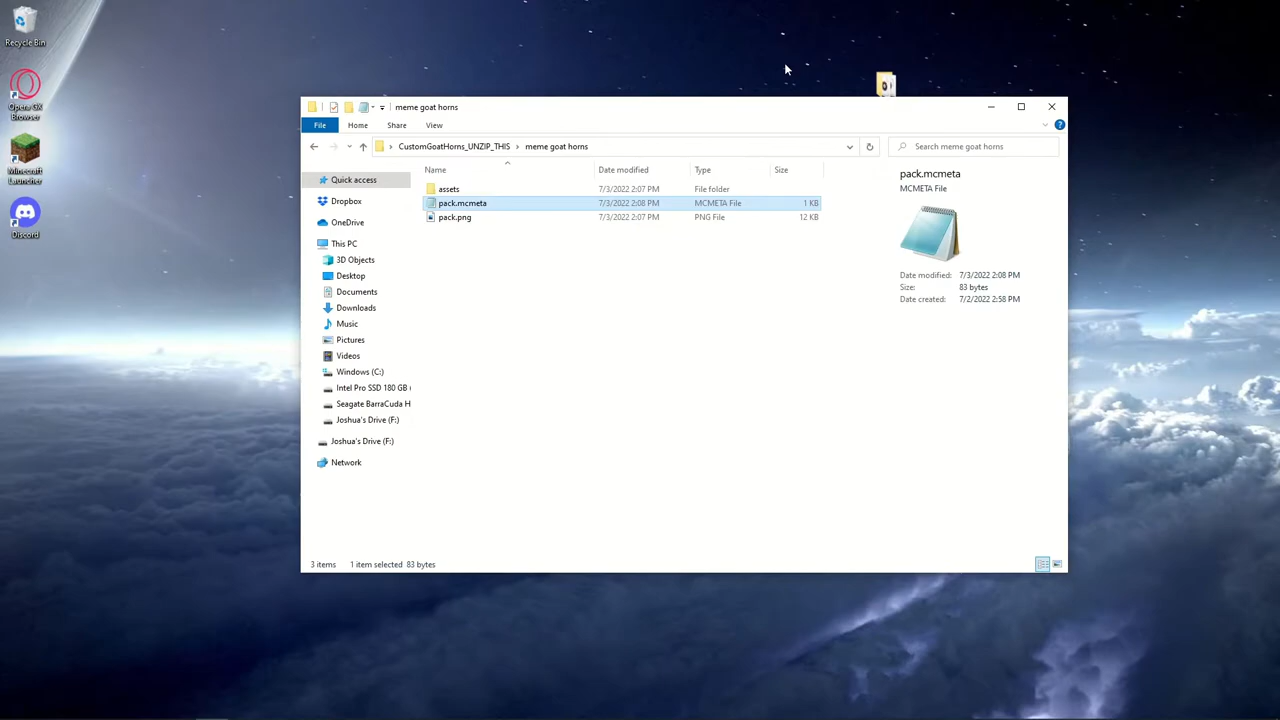 Recycle Bin
Opera GX
Browser
Minecraft
Launcher
Discord
meme goat horns
File Home Share View
CustomGoatHorns_UNZIP_THIS > meme goat horns
Search meme goat horns
Name Date modified Type Size
assets 7/3/2022 2:07 PM File folder
pack.mcmeta 7/3/2022 2:08 PM MCMETA File 1 KB
pack.png 7/3/2022 2:07 PM PNG File 12 KB
Quick access
Dropbox
OneDrive
This PC
3D Objects
Desktop
Documents
Downloads
Music
Pictures
Videos
Windows (C:)
Intel Pro SSD 180 GB (
Seagate BarraCuda H
Joshua's Drive (F:)
Joshua's Drive (F:)
Network
pack.mcmeta
MCMETA File
Date modified: 7/3/2022 2:08 PM
Size: 83 bytes
Date created: 7/2/2022 2:58 PM
3 items 1 item selected 83 bytes